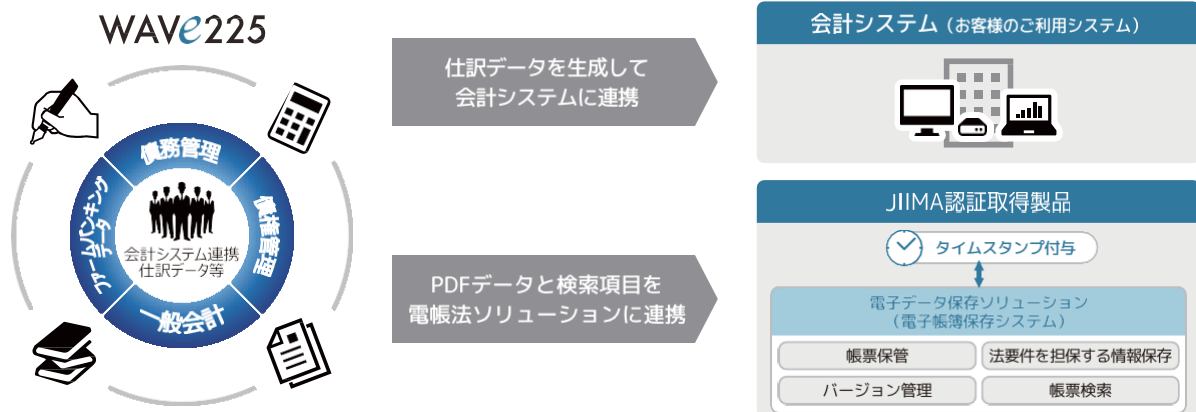 WAVe225
債務管理
債権管理
一般会計
ファームバンキング
データ
会計システム連携
仕訳データ等
仕訳データを生成して
会計システムに連携
PDFデータと検索項目を
電帳法ソリューションに連携
会計システム（お客様のご利用システム）
JIIMA認証取得製品
タイムスタンプ付与
電子データ保存ソリューション
（電子帳簿保存システム）
帳票保管
法要件を担保する情報保存
バージョン管理
帳票検索